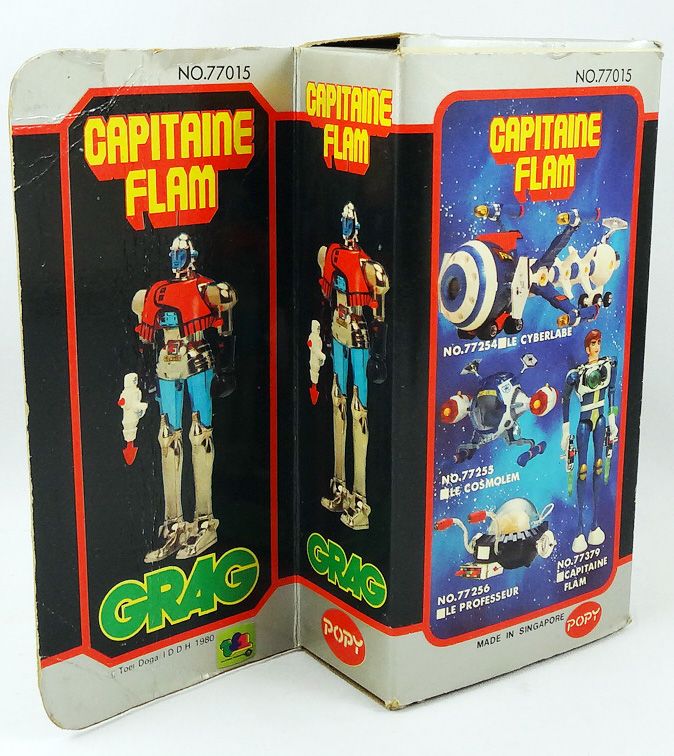 NO.77015
CAPITAINE
FLAM
GRAG
© Toei Doga I D D H 1980
CAPITAINE
FLAM
GRAG
POPY
NO.77015
CAPITAINE
FLAM
NO.77254 LE CYBERLABE
NO.77255
LE COSMOLEM
NO.77256
LE PROFESSEUR
NO.77379
CAPITAINE
FLAM
MADE IN SINGAPORE
POPY